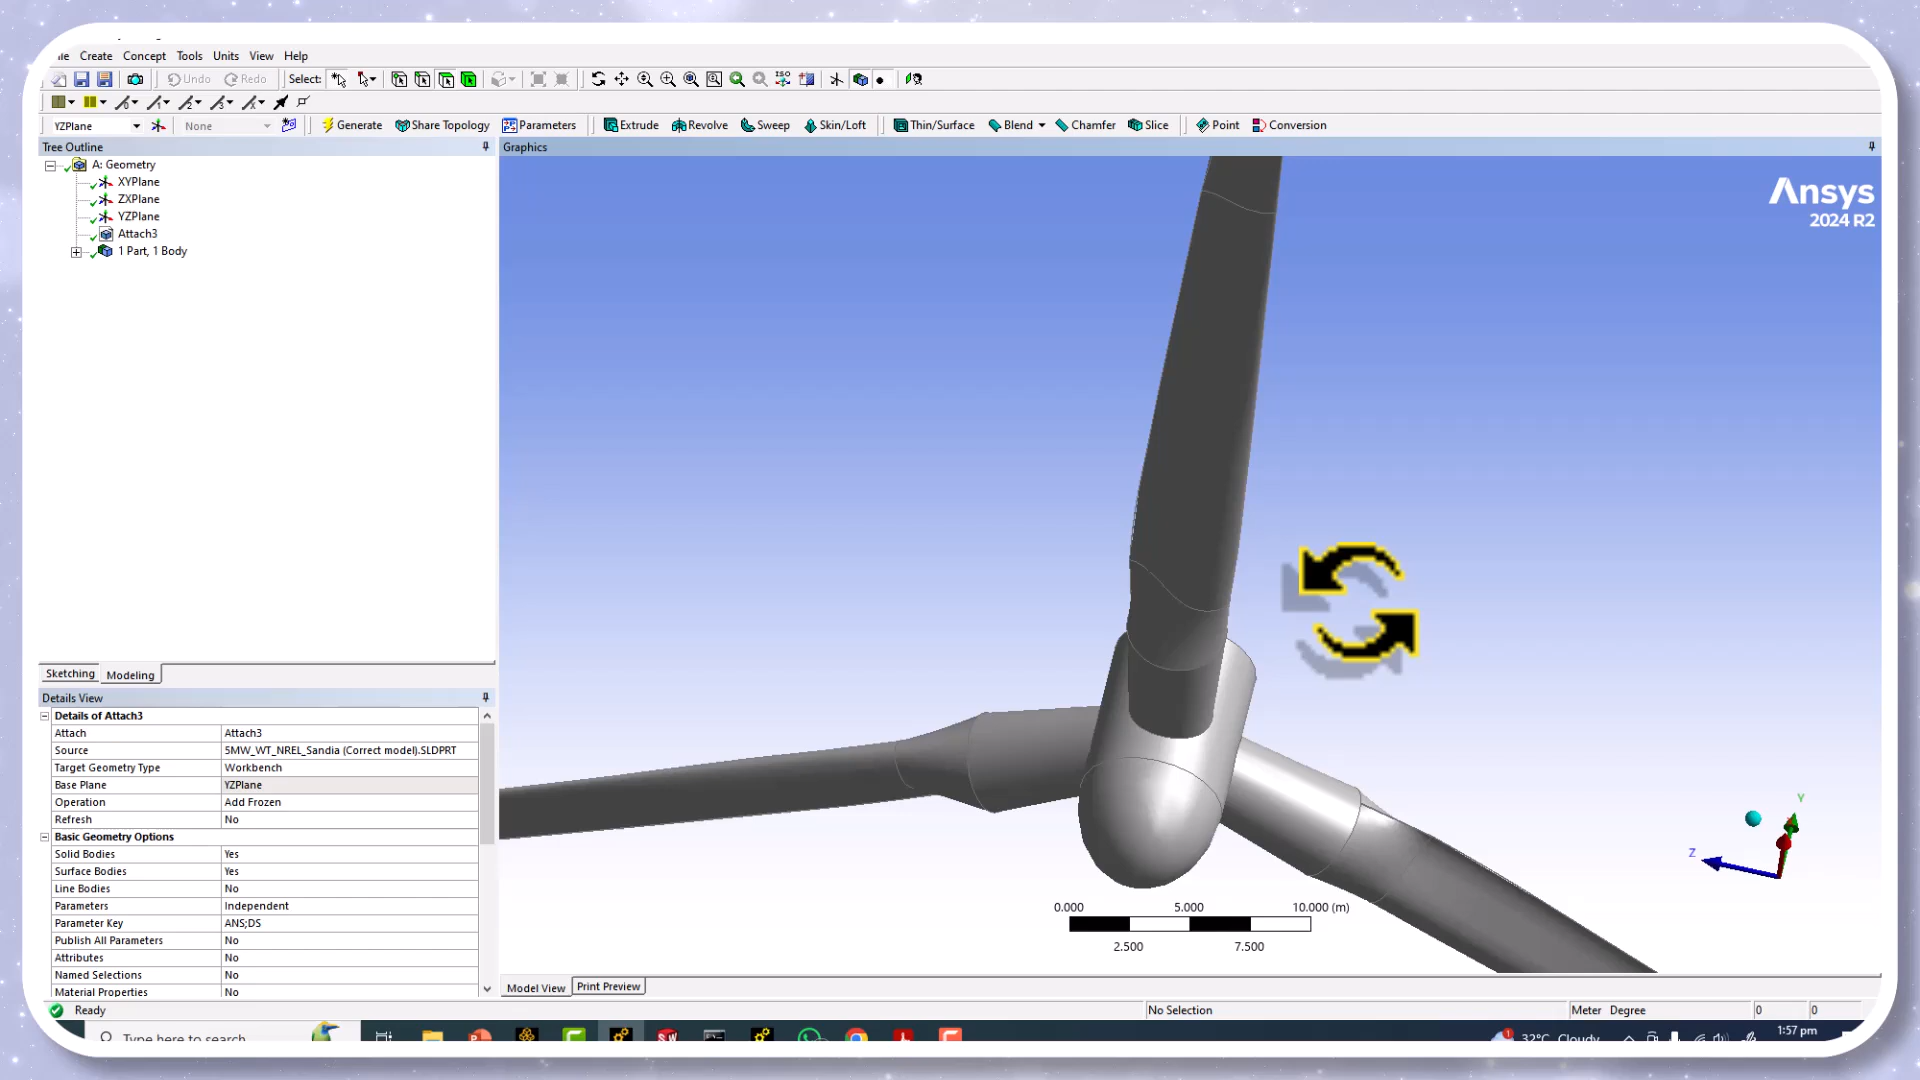 Create Concept Tools Units View Help
Undo Redo Select: ISO
YZPlane None Generate Share Topology Parameters Extrude Revolve Sweep Skin/Loft Thin/Surface Blend Chamfer Slice Point Conversion
Tree Outline
Graphics
A: Geometry
XYPlane
ZXPlane
YZPlane
Attach3
1 Part, 1 Body
Ansys
2024 R2
Sketching Modeling
Details View
Details of Attach3
Attach Attach3
Source 5MW_WT_NREL_Sandia (Correct model).SLDPRT
Target Geometry Type Workbench
Base Plane YZPlane
Operation Add Frozen
Refresh No
Basic Geometry Options
Solid Bodies Yes
Surface Bodies Yes
Line Bodies No
Parameters Independent
Parameter Key ANS;DS
Publish All Parameters No
Attributes No
Named Selections No
Material Properties No
Y
Z
0.000 5.000 10.000 (m)
2.500 7.500
Model View Print Preview
Ready
No Selection
Meter Degree 0 0
Type here to search
32°C Cloudy
1:57 pm